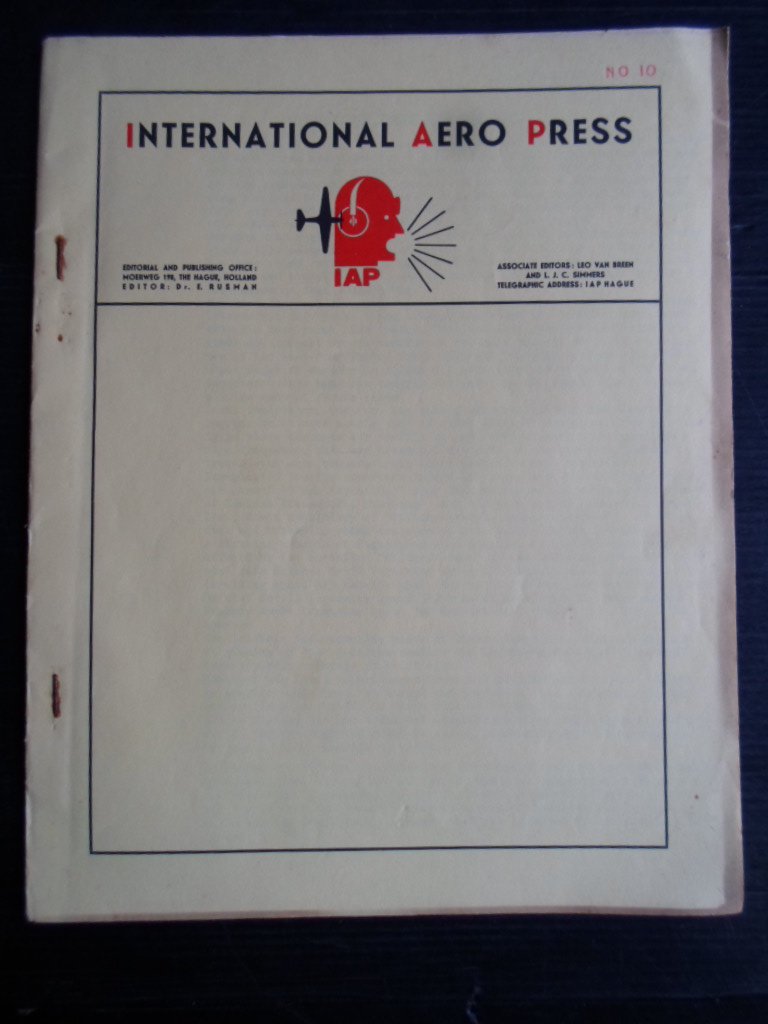 NO 10
INTERNATIONAL AERO PRESS
IAP
EDITORIAL AND PUBLISHING OFFICE:
MOERWEG 198, THE HAGUE, HOLLAND
EDITOR: Dr. E. RUSMAN
ASSOCIATE EDITORS: LEO VAN BREEN
AND L. J. C. SIMMERS
TELEGRAPHIC ADDRESS: IAP HAGUE